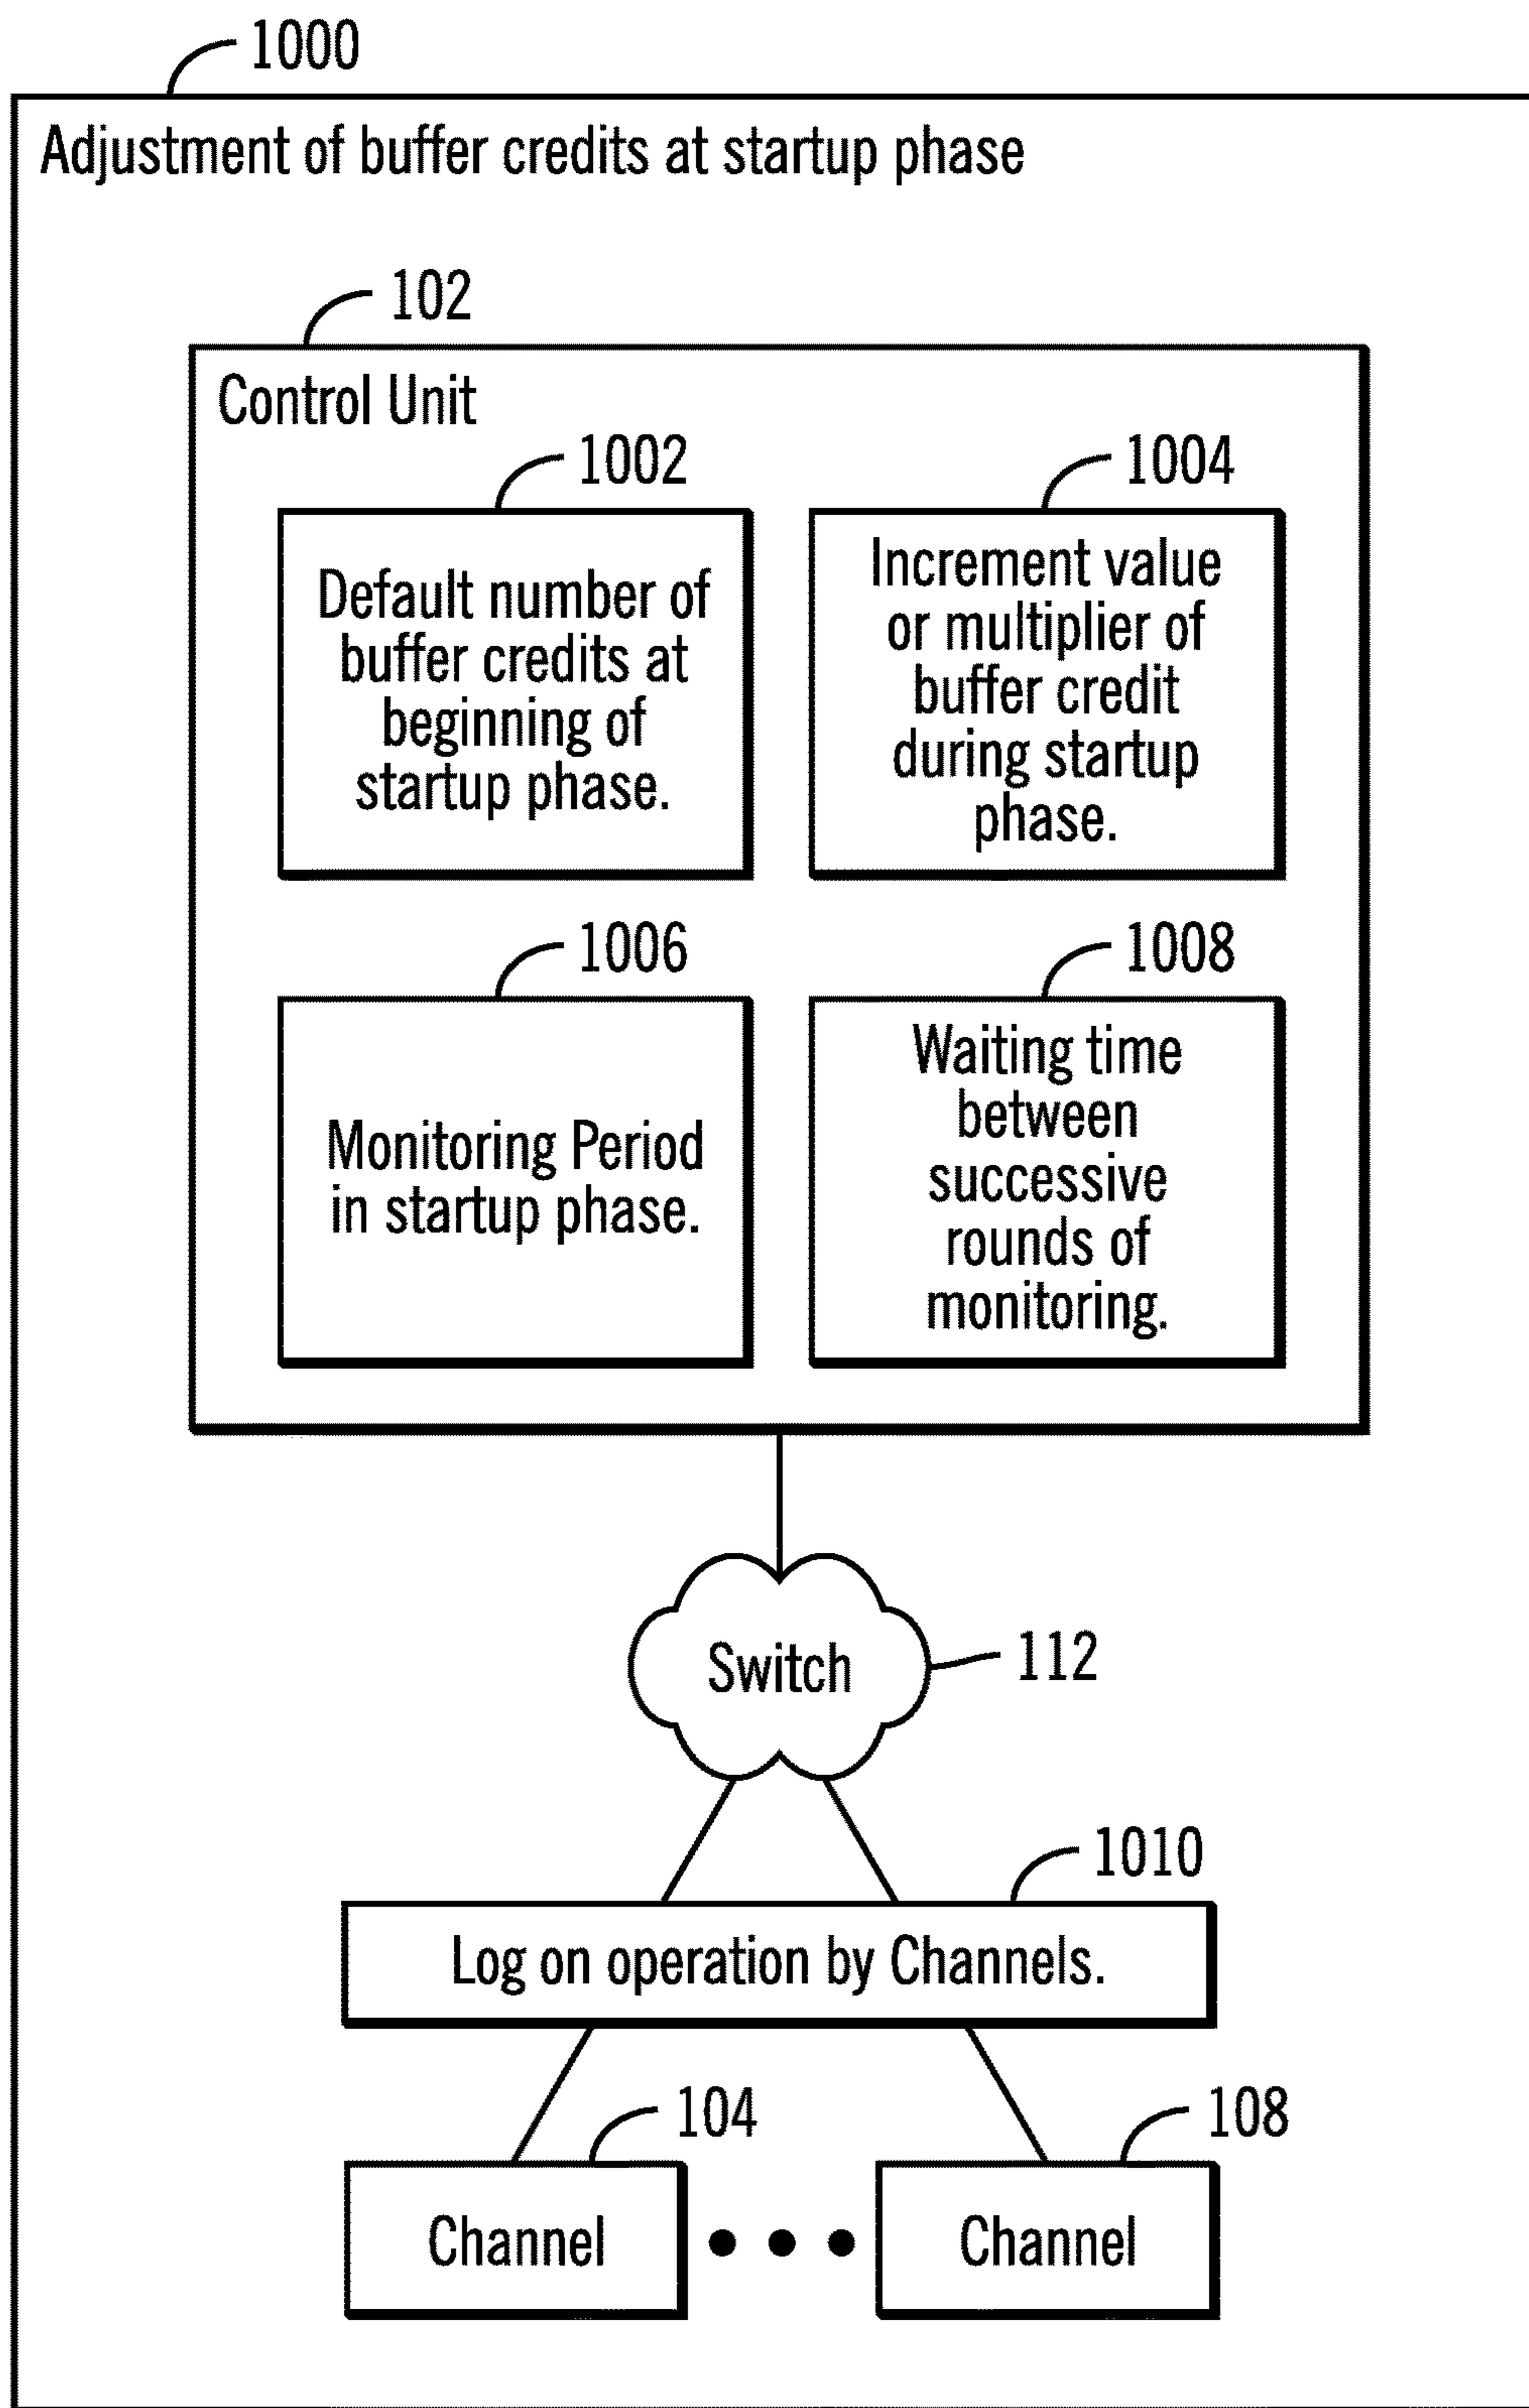 1000
Adjustment of buffer credits at startup phase
102
Control Unit
1002
Default number of
buffer credits at
beginning of
startup phase.
1004
Increment value
or multiplier of
buffer credit
during startup
phase.
1006
Monitoring Period
in startup phase.
1008
Waiting time
between
successive
rounds of
monitoring.
Switch
112
1010
Log on operation by Channels.
104
Channel
108
Channel